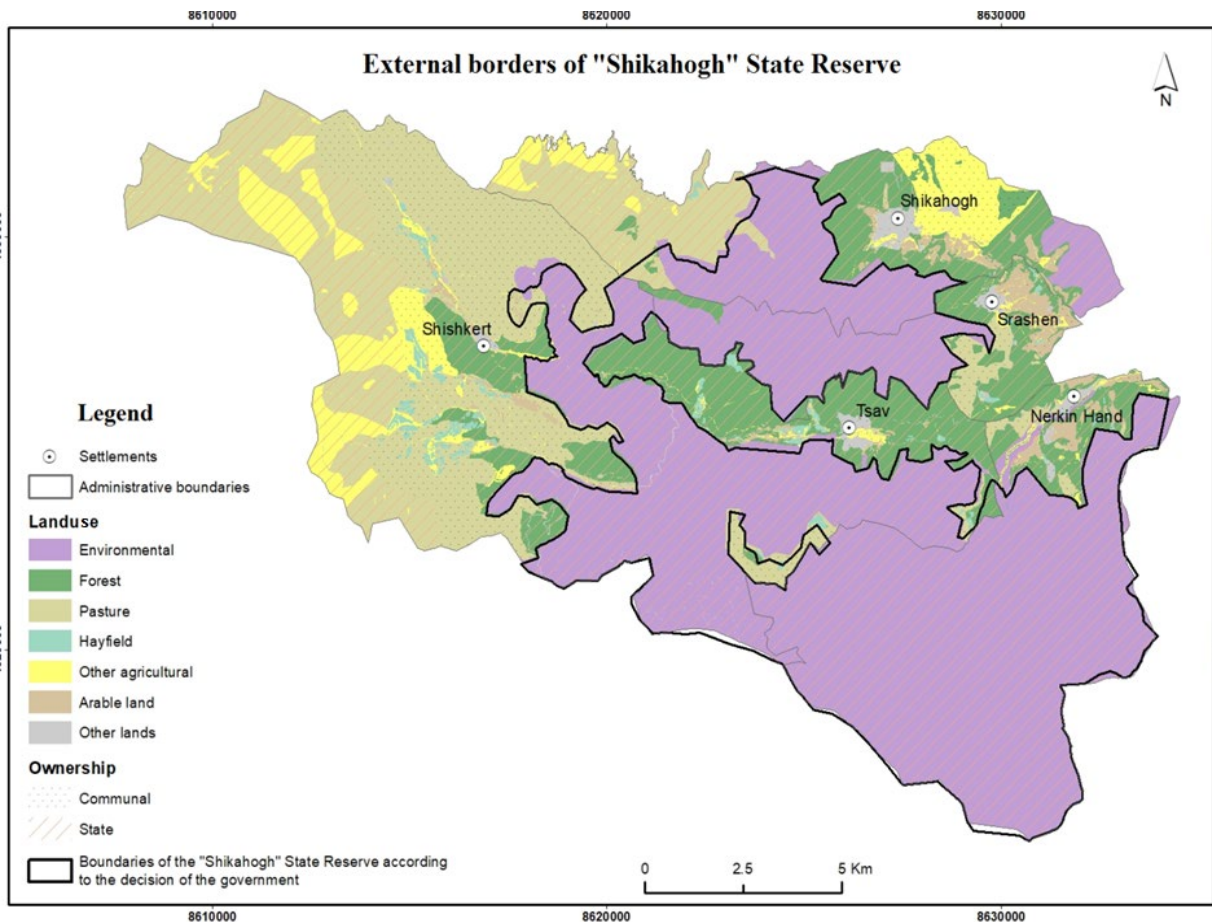 8610000 8620000 8630000
External borders of "Shikahogh" State Reserve
N
Shikahogh
Srashen
Shishkert
Nerkin Hand
Tsav
Legend
Settlements
Administrative boundaries
Landuse
Environmental
Forest
Pasture
Hayfield
Other agricultural
Arable land
Other lands
Ownership
Communal
State
Boundaries of the "Shikahogh" State Reserve according
to the decision of the government
0 2.5 5 Km
8610000 8620000 8630000